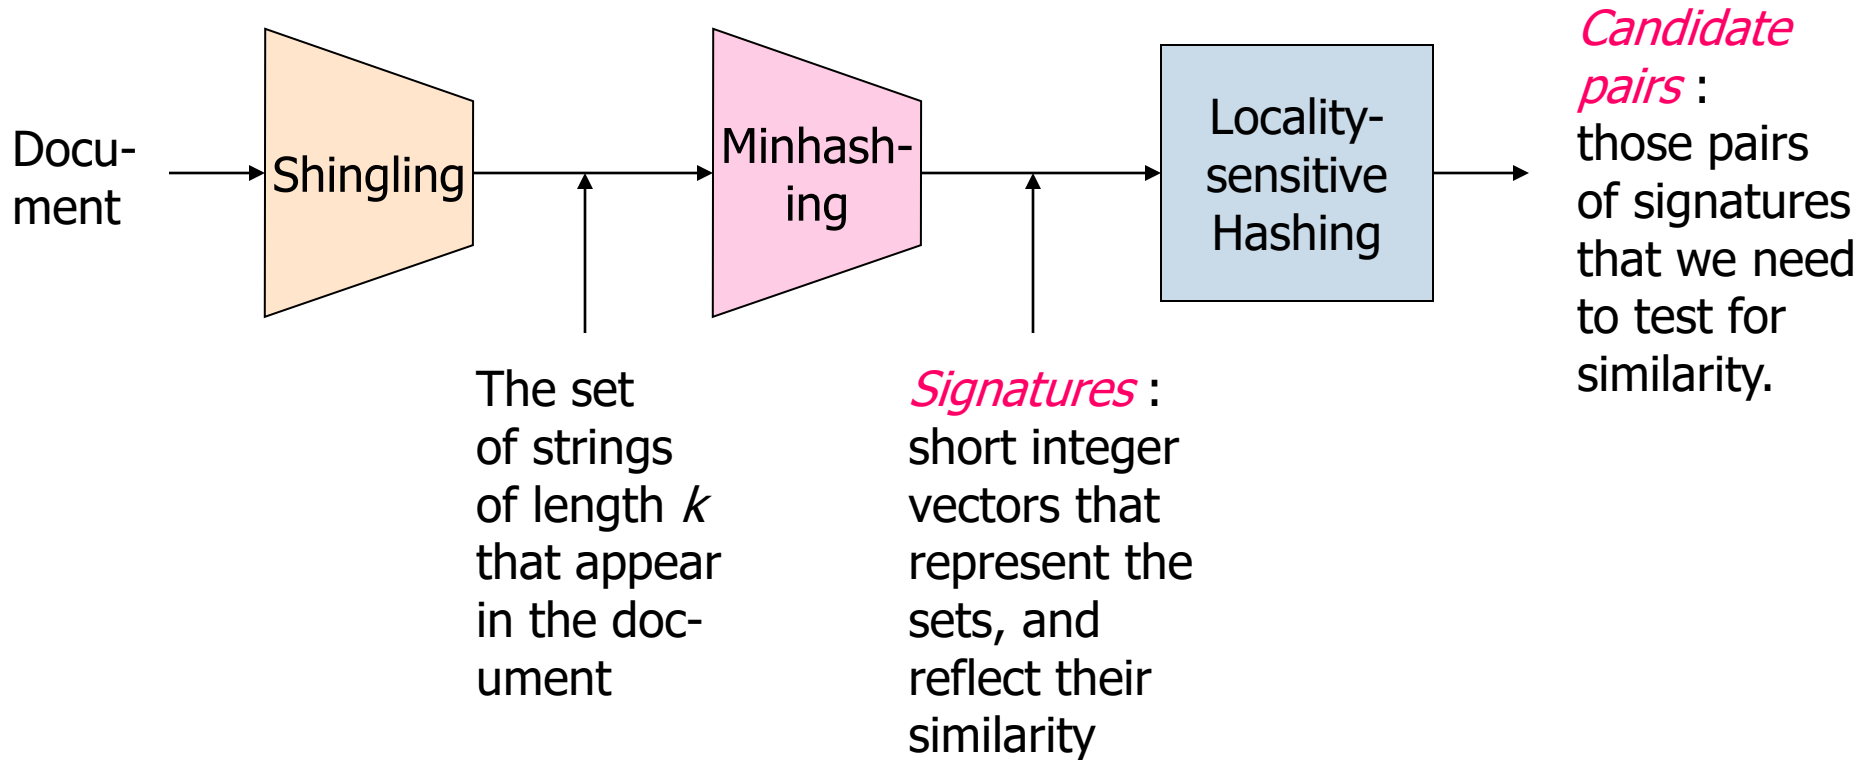 Docu-
ment
Shingling
The set
of strings
of length k
that appear
in the doc-
ument
Minhash-
ing
Signatures :
short integer
vectors that
represent the
sets, and
reflect their
similarity
Locality-
sensitive
Hashing
Candidate
pairs :
those pairs
of signatures
that we need
to test for
similarity.